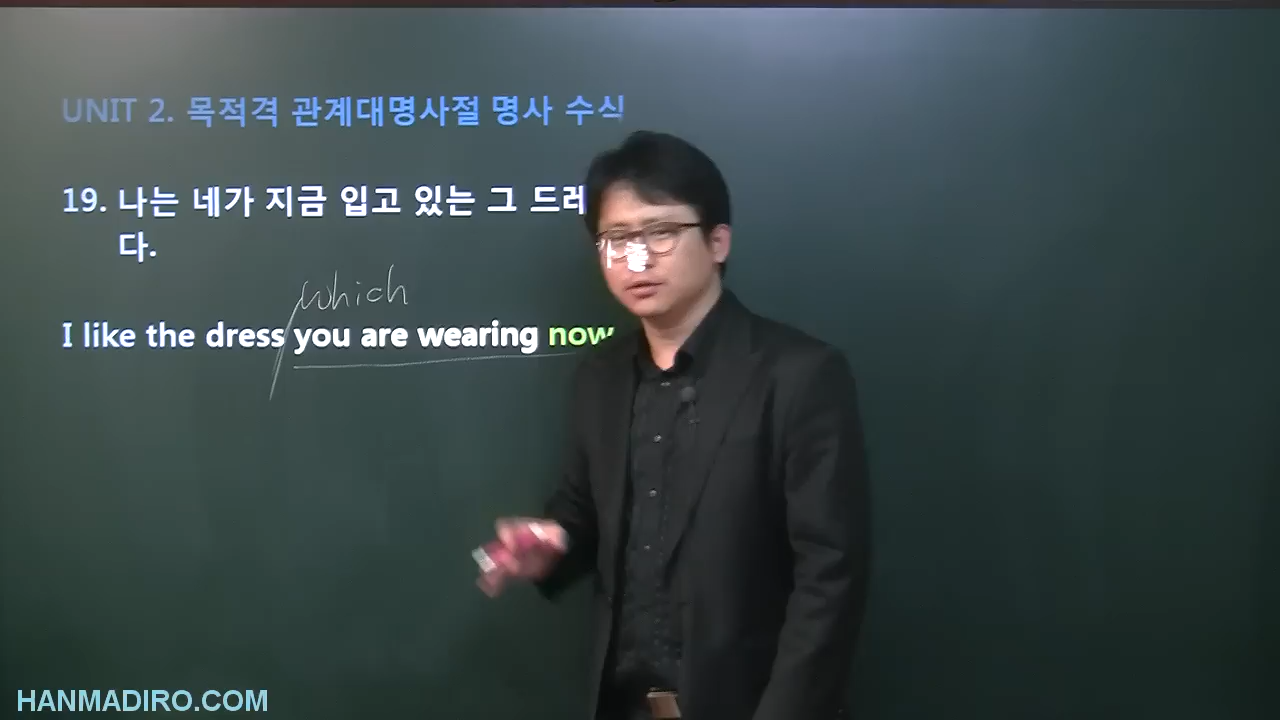 UNIT 2. 목적격 관계대명사절 명사 수식
19. 나는 네가 지금 입고 있는 그 드레
다.
which
I like the dress you are wearing now
HANMADIRO.COM